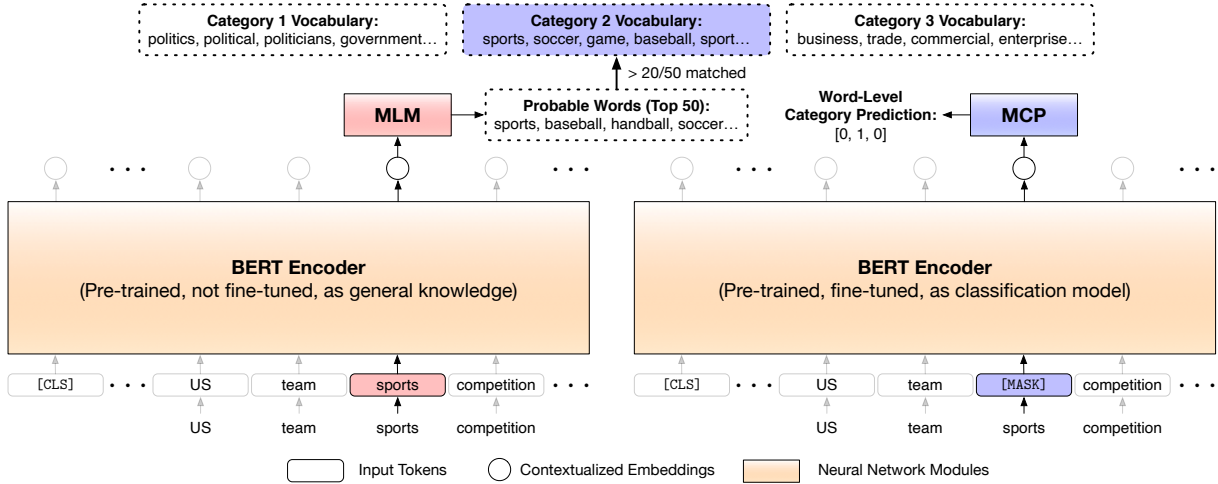 Category 1 Vocabulary:
politics, political, politicians, government…
Category 2 Vocabulary:
sports, soccer, game, baseball, sport…
Category 3 Vocabulary:
business, trade, commercial, enterprise…
> 20/50 matched
MLM
Probable Words (Top 50):
sports, baseball, handball, soccer…
Word-Level
Category Prediction:
[0, 1, 0]
MCP
BERT Encoder
(Pre-trained, not fine-tuned, as general knowledge)
BERT Encoder
(Pre-trained, fine-tuned, as classification model)
[CLS] • • • US team sports competition • • •
US team sports competition
[CLS] • • • US team [MASK] competition • • •
US team sports competition
Input Tokens
Contextualized Embeddings
Neural Network Modules